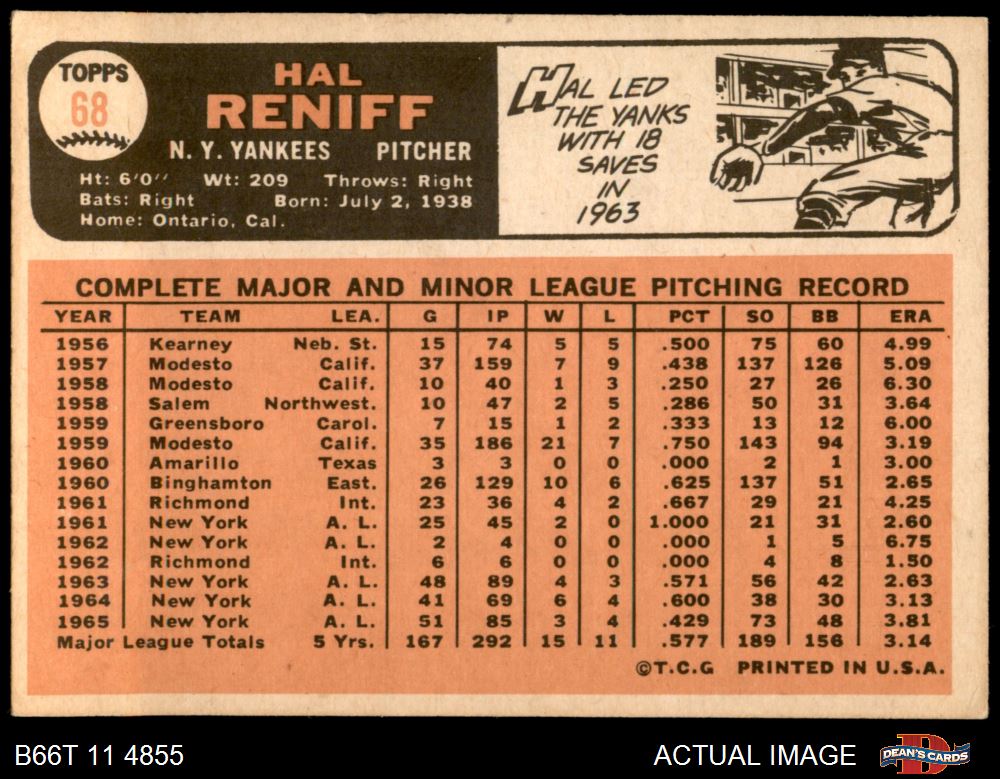 TOPPS
68
HAL
RENIFF
N. Y. YANKEES PITCHER
Ht: 6'0" Wt: 209 Throws: Right
Bats: Right Born: July 2, 1938
Home: Ontario, Cal.
HAL LED
THE YANKS
WITH 18
SAVES
IN
1963
COMPLETE MAJOR AND MINOR LEAGUE PITCHING RECORD
YEAR TEAM LEA. G IP W L PCT SO BB ERA
1956 Kearney Neb. St. 15 74 5 5 .500 75 60 4.99
1957 Modesto Calif. 37 159 7 9 .438 137 126 5.09
1958 Modesto Calif. 10 40 1 3 .250 27 26 6.30
1958 Salem Northwest. 10 47 2 5 .286 50 31 3.64
1959 Greensboro Carol. 7 15 1 2 .333 13 12 6.00
1959 Modesto Calif. 35 186 21 7 .750 143 94 3.19
1960 Amarillo Texas 3 3 0 0 .000 2 1 3.00
1960 Binghamton East. 26 129 10 6 .625 137 51 2.65
1961 Richmond Int. 23 36 4 2 .667 29 21 4.25
1961 New York A. L. 25 45 2 0 1.000 21 31 2.60
1962 New York A. L. 2 4 0 0 .000 1 5 6.75
1962 Richmond Int. 6 6 0 0 .000 4 8 1.50
1963 New York A. L. 48 89 4 3 .571 56 42 2.63
1964 New York A. L. 41 69 6 4 .600 38 30 3.13
1965 New York A. L. 51 85 3 4 .429 73 48 3.81
Major League Totals 5 Yrs. 167 292 15 11 .577 189 156 3.14
©T.C.G PRINTED IN U.S.A.
B66T 11 4855 ACTUAL IMAGE DEAN'S CARDS